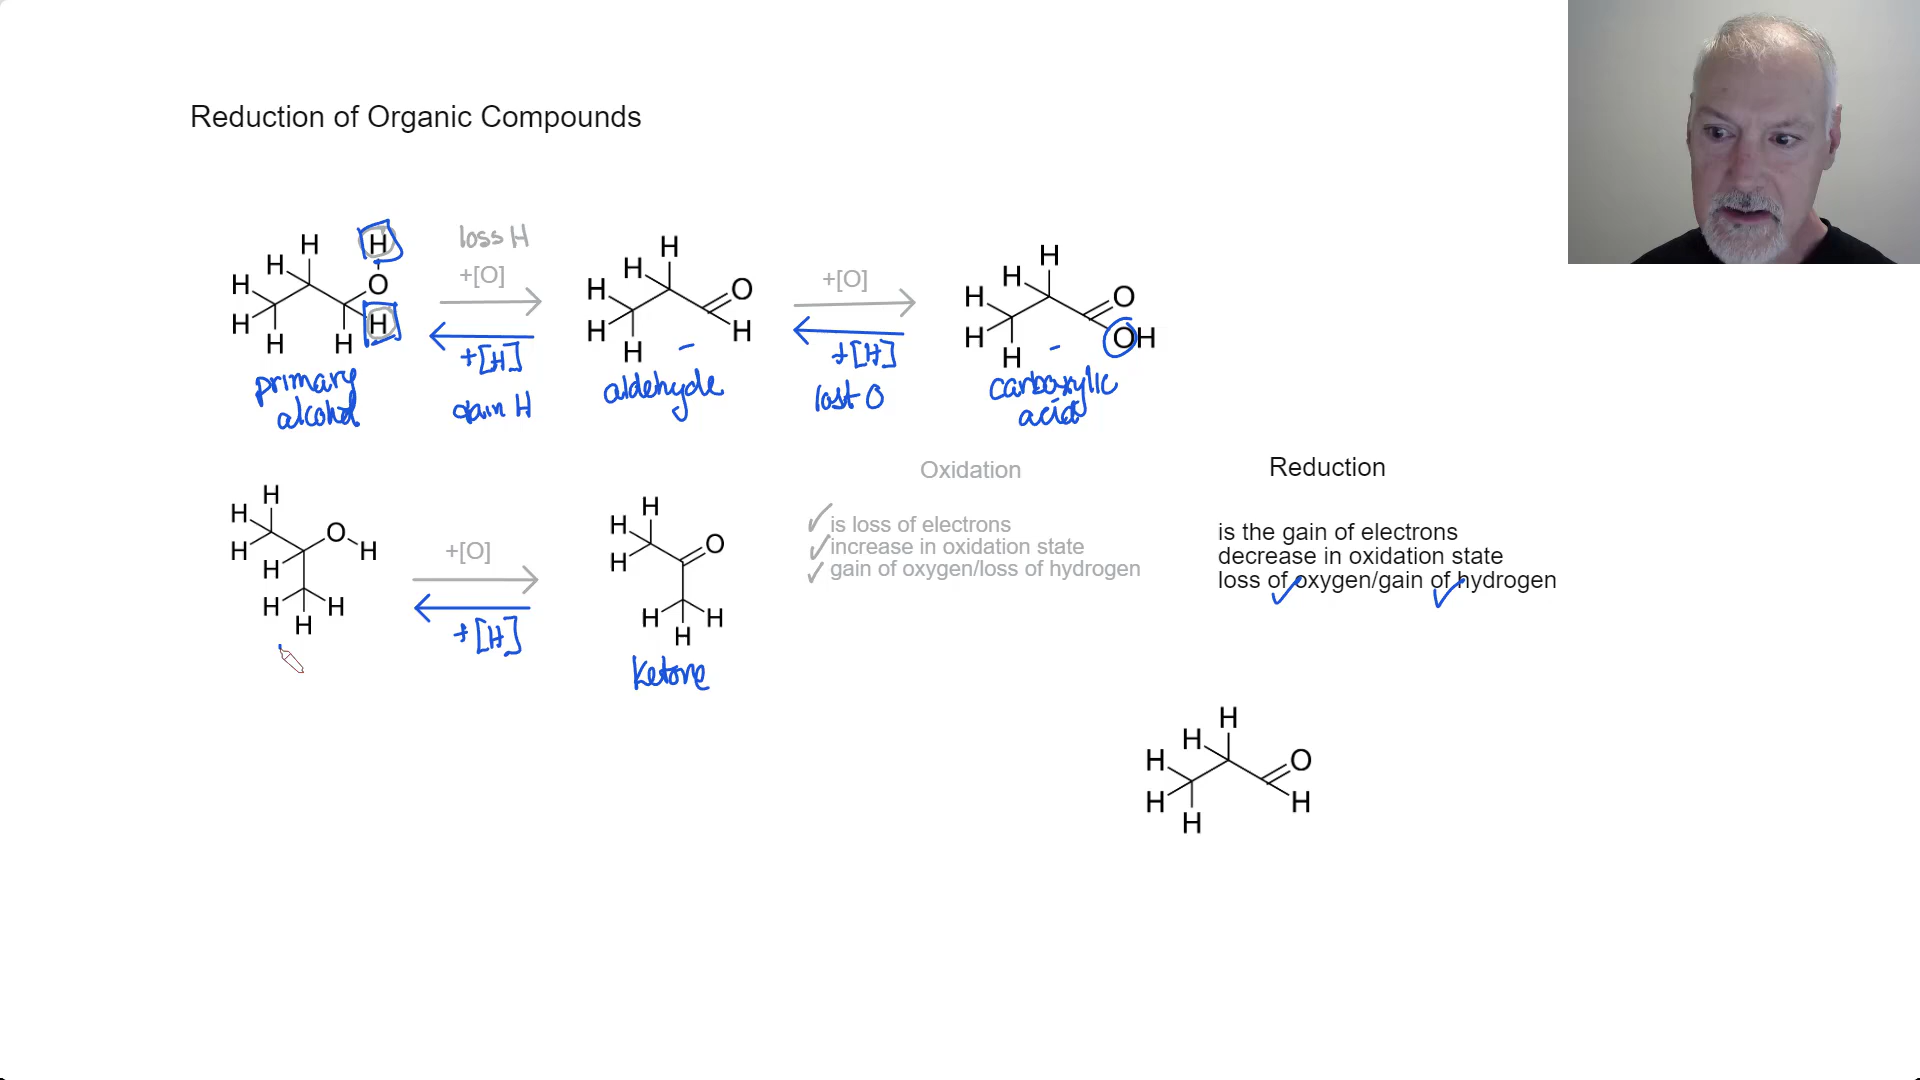 Reduction of Organic Compounds
H H
H O
H H
H H H
loss H
+[O]
+[H]
gain H
primary
alcohol
H
H
H O
H H
H
aldehyde
+[O]
+[H]
lost O
H
H
H O
H OH
H
carboxylic
acid
H
H O
H H
H
H H
H
+[O]
+[H]
H
H O
H
H H
H
Ketone
Oxidation
is loss of electrons
increase in oxidation state
gain of oxygen/loss of hydrogen
Reduction
is the gain of electrons
decrease in oxidation state
loss of oxygen/gain of hydrogen
H
H
H O
H H
H